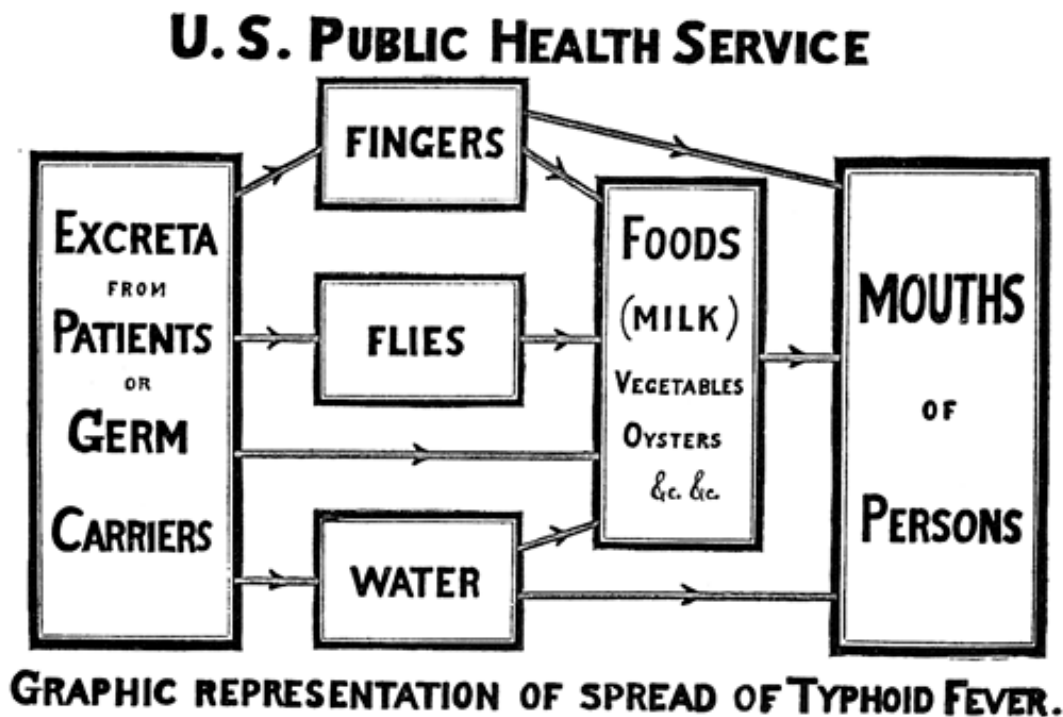 U. S. PUBLIC HEALTH SERVICE
FINGERS
EXCRETA
FROM
PATIENTS
OR
GERM
CARRIERS
FLIES
WATER
FOODS
(MILK)
VEGETABLES
OYSTERS
&c. &c.
MOUTHS
OF
PERSONS
GRAPHIC REPRESENTATION OF SPREAD OF TYPHOID FEVER.